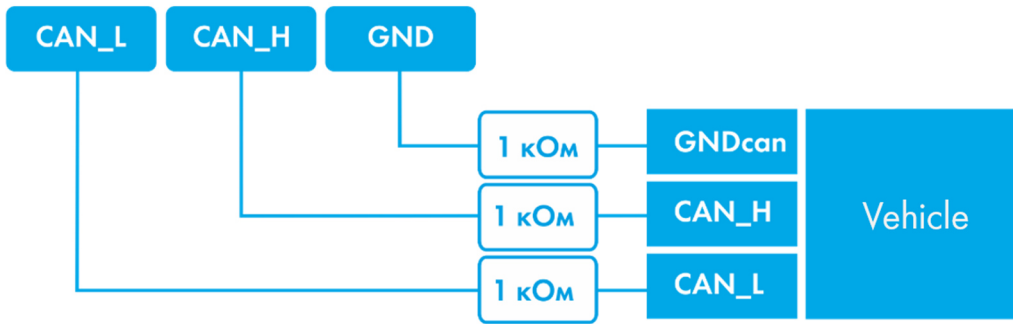 CAN_L CAN_H GND
1 кОм GNDcan
1 кОм CAN_H Vehicle
1 кОм CAN_L